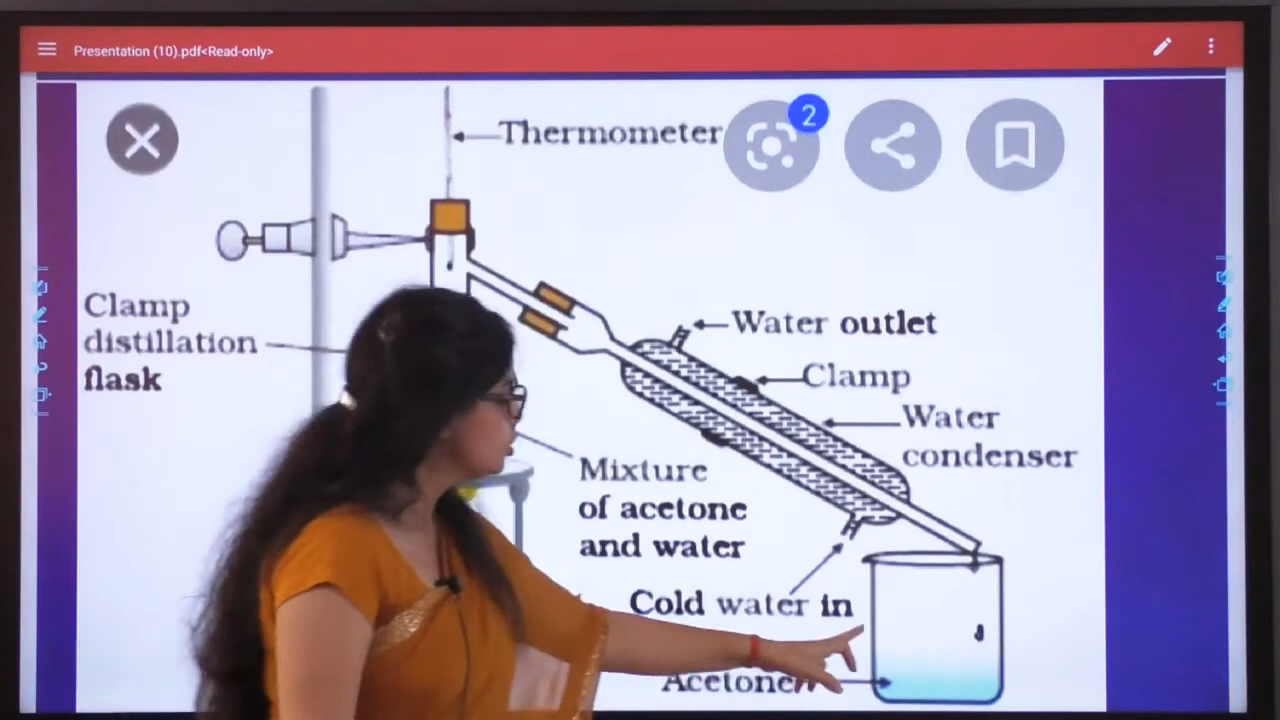 Presentation (10).pdf<Read-only>
2
Thermometer
Clamp
distillation
flask
Water outlet
Clamp
Water
condenser
Mixture
of acetone
and water
Cold water in
Acetone